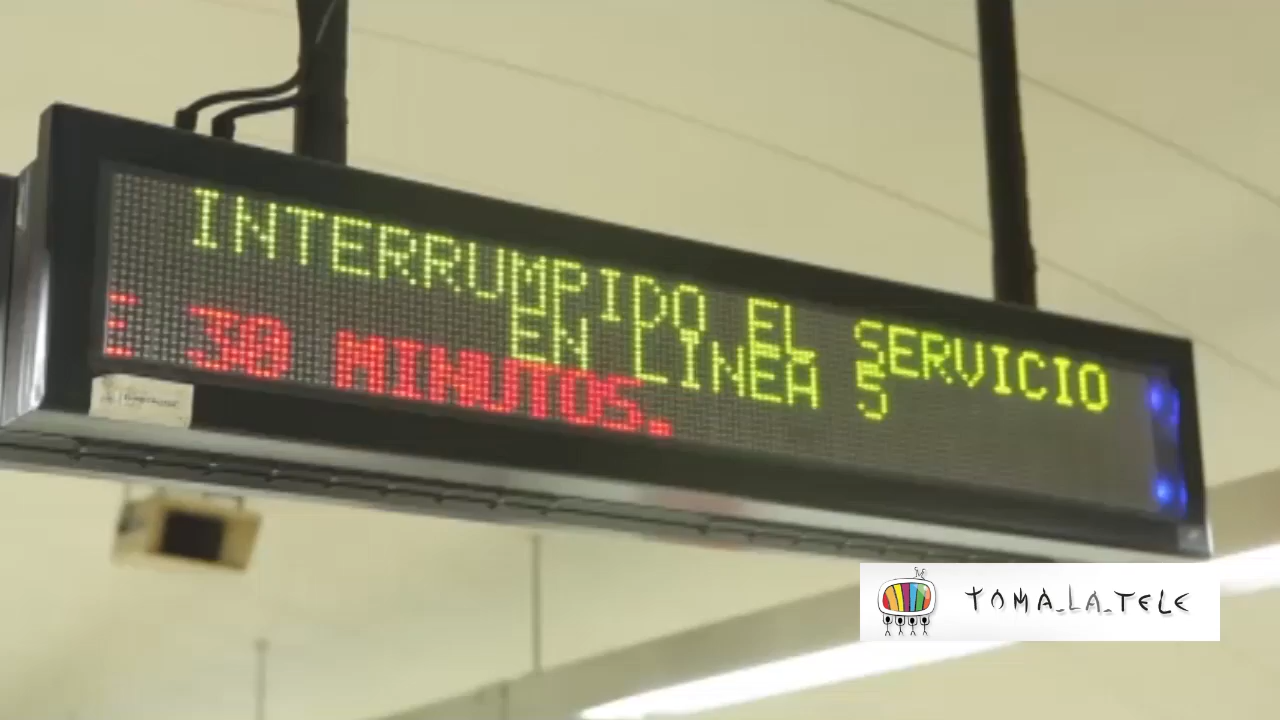 INTERRUMPIDO EL SERVICIO
EN LINEA 5
E 30 MINUTOS.
TOMA_LA_TELE